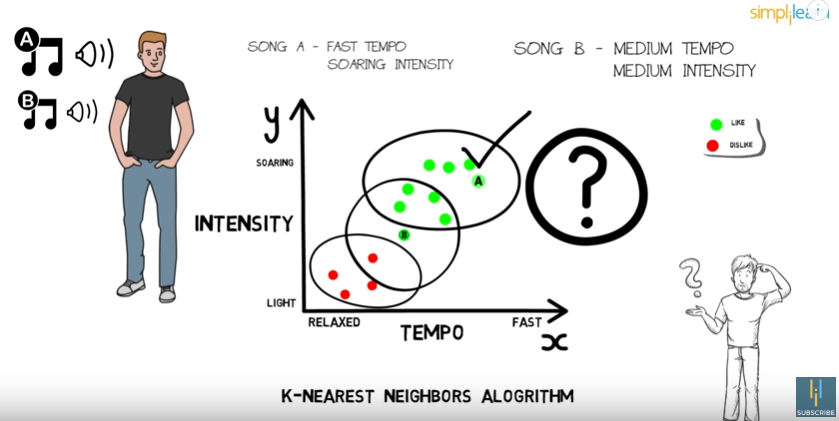 simplilearn
A
SONG A - FAST TEMPO
SOARING INTENSITY
SONG B - MEDIUM TEMPO
MEDIUM INTENSITY
B
y
LIKE
DISLIKE
SOARING
A
?
INTENSITY
B
?
LIGHT
RELAXED
TEMPO
FAST
x
K-NEAREST NEIGHBORS ALOGRITHM
SUBSCRIBE